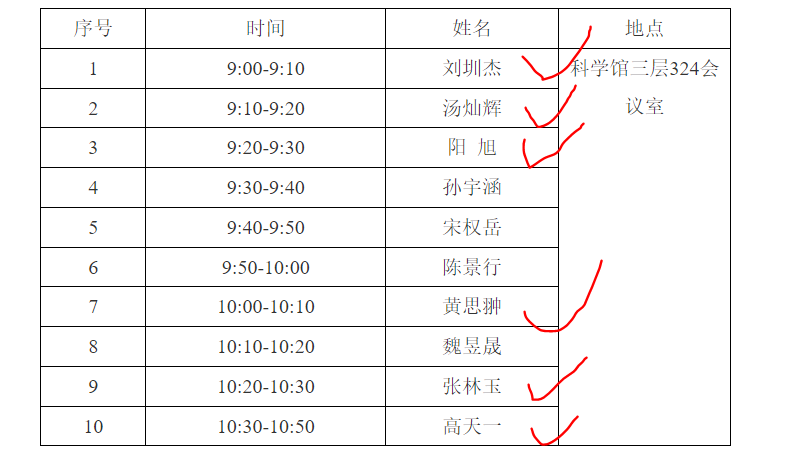 序号 时间 姓名 地点
1 9:00-9:10 刘圳杰 科学馆三层324会
2 9:10-9:20 汤灿辉 议室
3 9:20-9:30 阳 旭
4 9:30-9:40 孙宇涵
5 9:40-9:50 宋权岳
6 9:50-10:00 陈景行
7 10:00-10:10 黄思翀
8 10:10-10:20 魏昱晟
9 10:20-10:30 张林玉
10 10:30-10:50 高天一